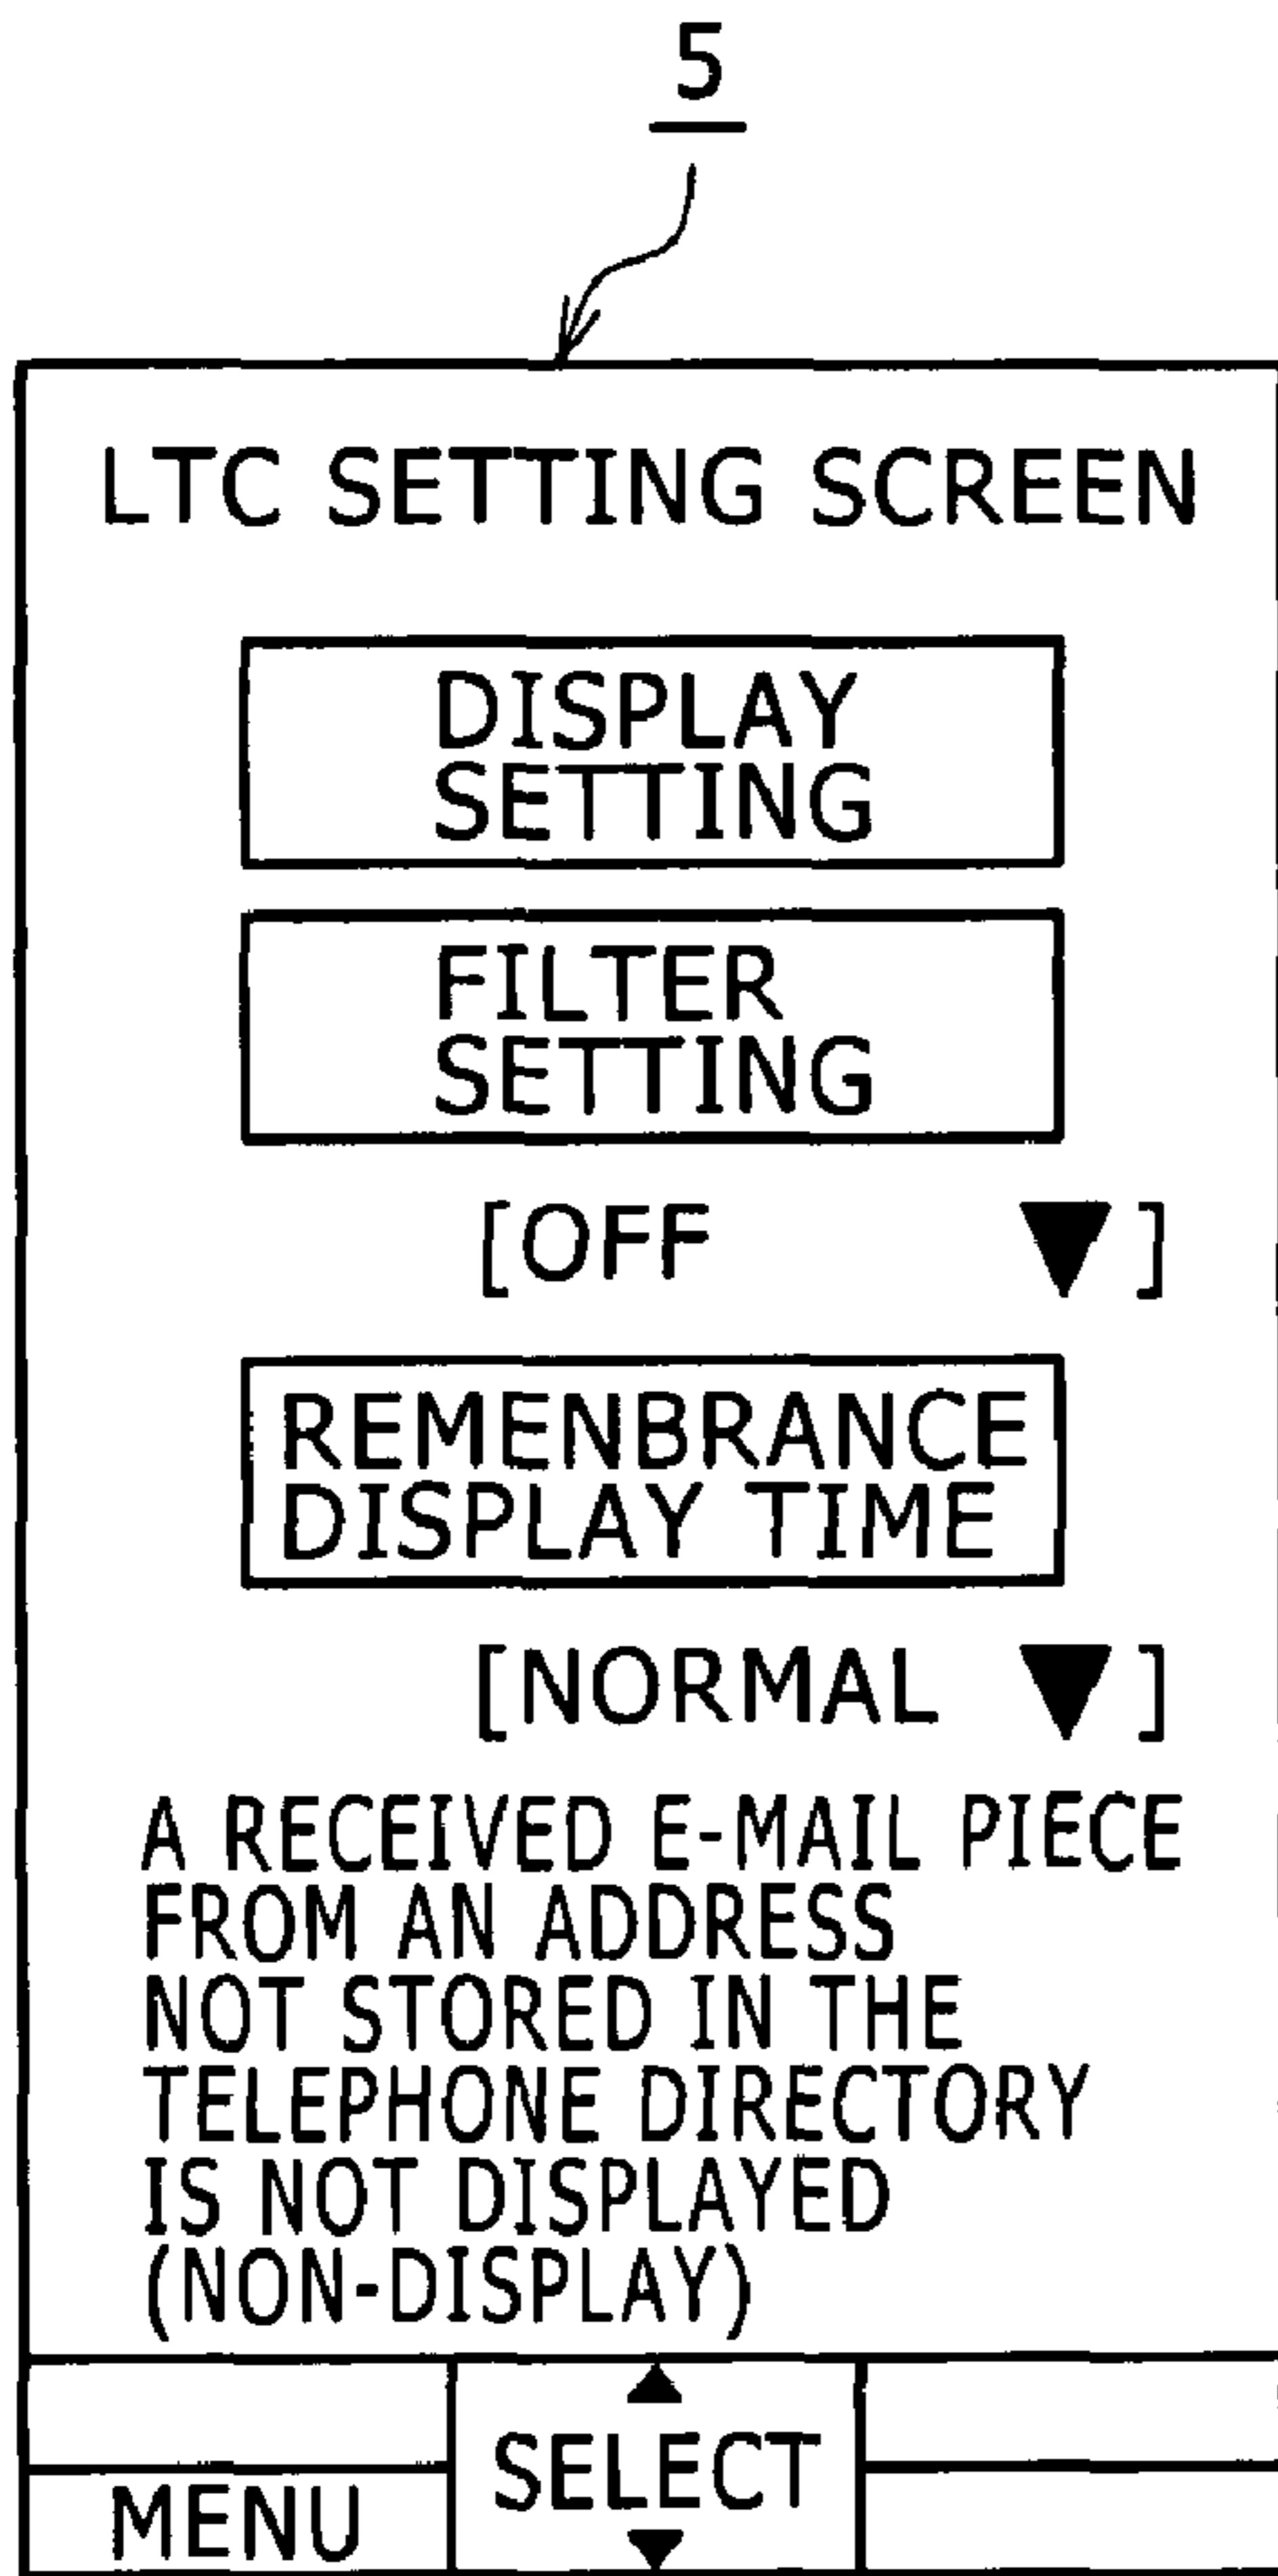 5
LTC SETTING SCREEN
DISPLAY
SETTING
FILTER
SETTING
[OFF ▼]
REMENBRANCE
DISPLAY TIME
[NORMAL ▼]
A RECEIVED E-MAIL PIECE
FROM AN ADDRESS
NOT STORED IN THE
TELEPHONE DIRECTORY
IS NOT DISPLAYED
(NON-DISPLAY)
SELECT
MENU